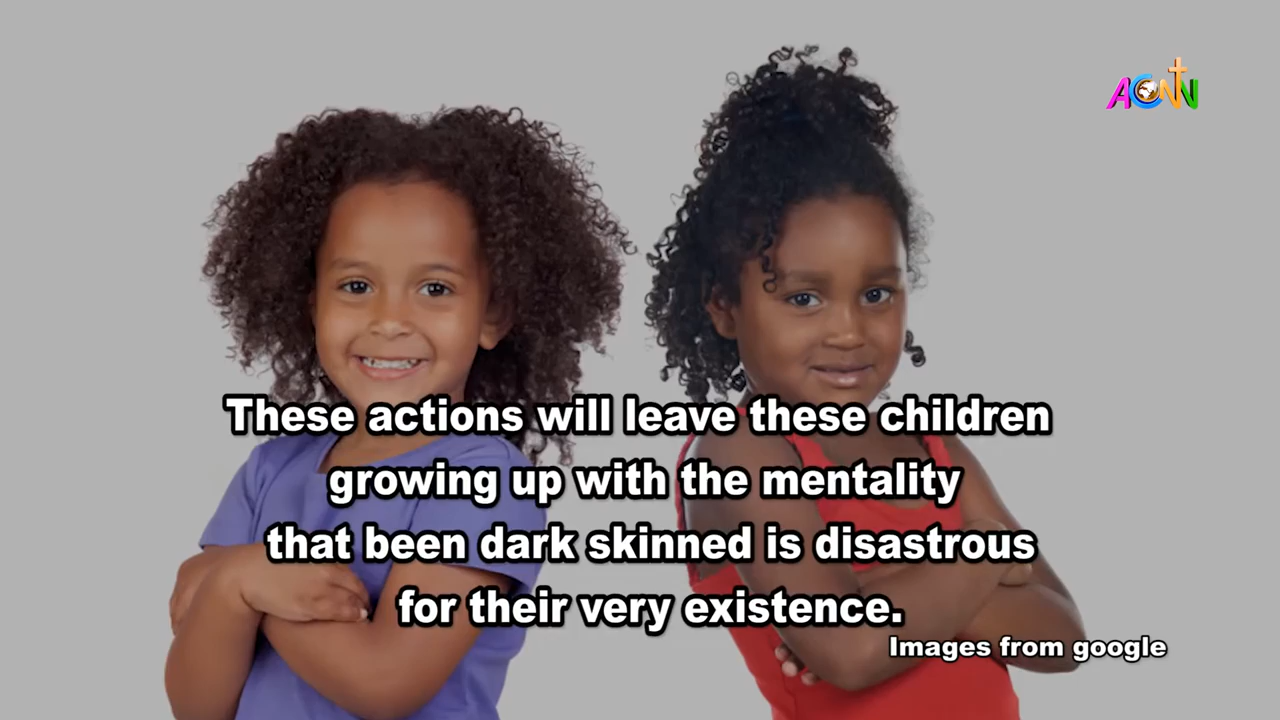 ACNN
These actions will leave these children
growing up with the mentality
that been dark skinned is disastrous
for their very existence.
Images from google